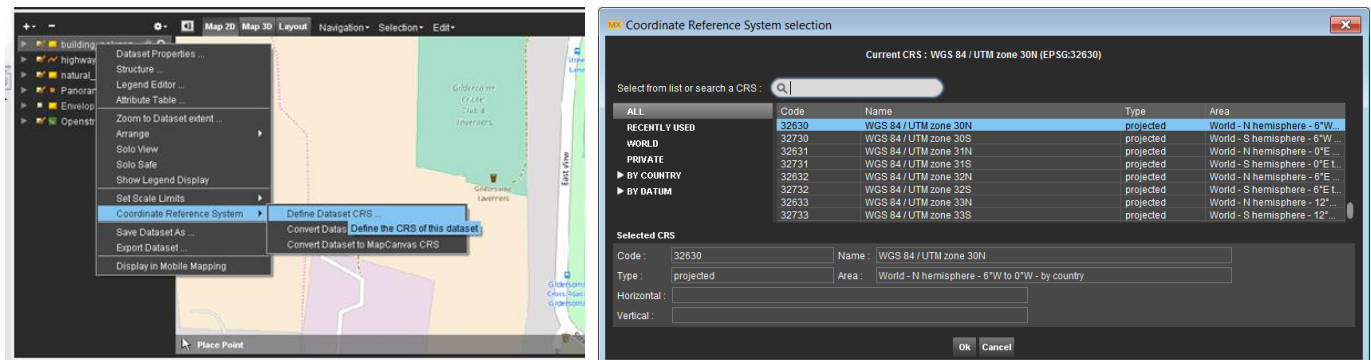 Map 2D Map 3D Layout Navigation Selection Edit
building
highway
natural_
Panoran
Envelop
Openstr
Dataset Properties ...
Structure ...
Legend Editor ...
Attribute Table ...
Zoom to Dataset extent ...
Arrange
Solo View
Solo Safe
Show Legend Display
Set Scale Limits
Coordinate Reference System
Save Dataset As ...
Export Dataset ...
Display in Mobile Mapping
Define Dataset CRS ...
Convert Datas
Define the CRS of this dataset
Convert Dataset to MapCanvas CRS
Gildersome
Cricket
Club &
Taverners
East View
Gildersome
Taverners
Place Point
MX Coordinate Reference System selection
Current CRS : WGS 84 / UTM zone 30N (EPSG:32630)
Select from list or search a CRS :
ALL
RECENTLY USED
WORLD
PRIVATE
BY COUNTRY
BY DATUM
Code Name Type Area
32630 WGS 84 / UTM zone 30N projected World - N hemisphere - 6°W...
32730 WGS 84 / UTM zone 30S projected World - S hemisphere - 6°W ...
32631 WGS 84 / UTM zone 31N projected World - N hemisphere - 0°E ...
32731 WGS 84 / UTM zone 31S projected World - S hemisphere - 0°E t...
32632 WGS 84 / UTM zone 32N projected World - N hemisphere - 6°E ...
32732 WGS 84 / UTM zone 32S projected World - S hemisphere - 6°E t...
32633 WGS 84 / UTM zone 33N projected World - N hemisphere - 12°...
32733 WGS 84 / UTM zone 33S projected World - S hemisphere - 12°...
Selected CRS
Code : 32630 Name : WGS 84 / UTM zone 30N
Type : projected Area : World - N hemisphere - 6°W to 0°W - by country
Horizontal :
Vertical :
Ok Cancel